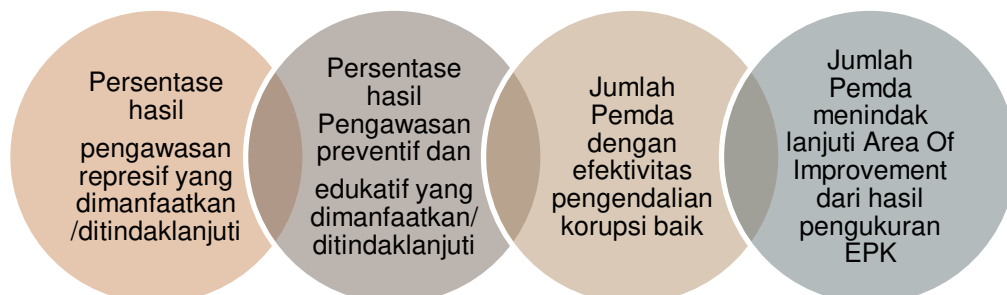 Persentase
hasil
pengawasan
represif yang
dimanfaatkan
/ditindaklanjuti
Persentase
hasil
Pengawasan
preventif dan
edukatif yang
dimanfaatkan/
ditindaklanjuti
Jumlah
Pemda
dengan
efektivitas
pengendalian
korupsi baik
Jumlah
Pemda
menindak
lanjuti Area Of
Improvement
dari hasil
pengukuran
EPK